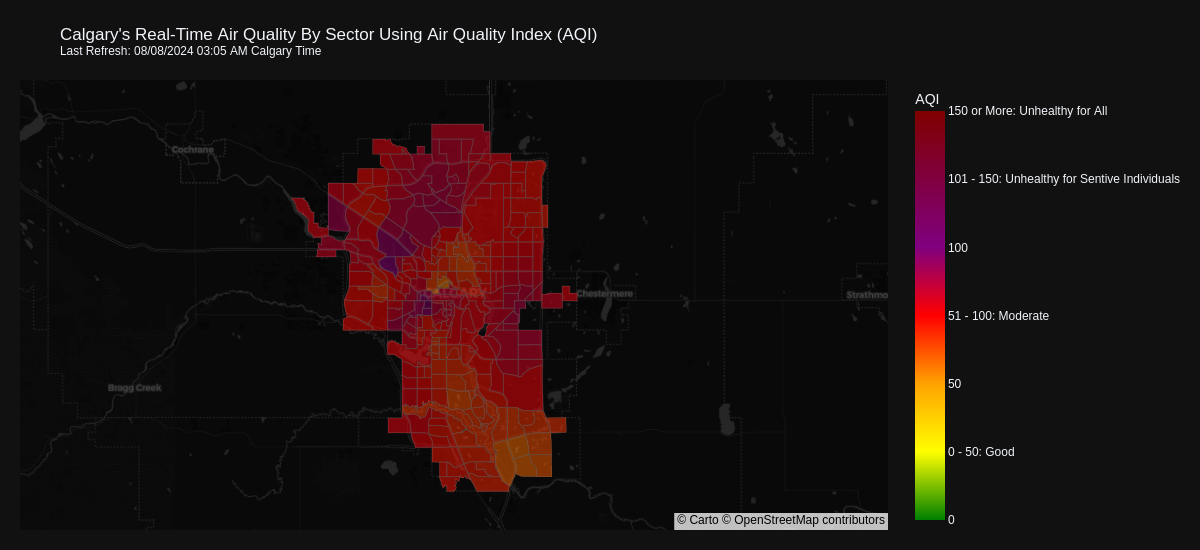 Calgary's Real-Time Air Quality By Sector Using Air Quality Index (AQI)
Last Refresh: 08/08/2024 03:05 AM Calgary Time
AQI
150 or More: Unhealthy for All
Cochrane
101 - 150: Unhealthy for Sentive Individuals
100
CALGARY
Chestermere
Strathmo
51 - 100: Moderate
50
Bragg Creek
0 - 50: Good
0
© Carto © OpenStreetMap contributors